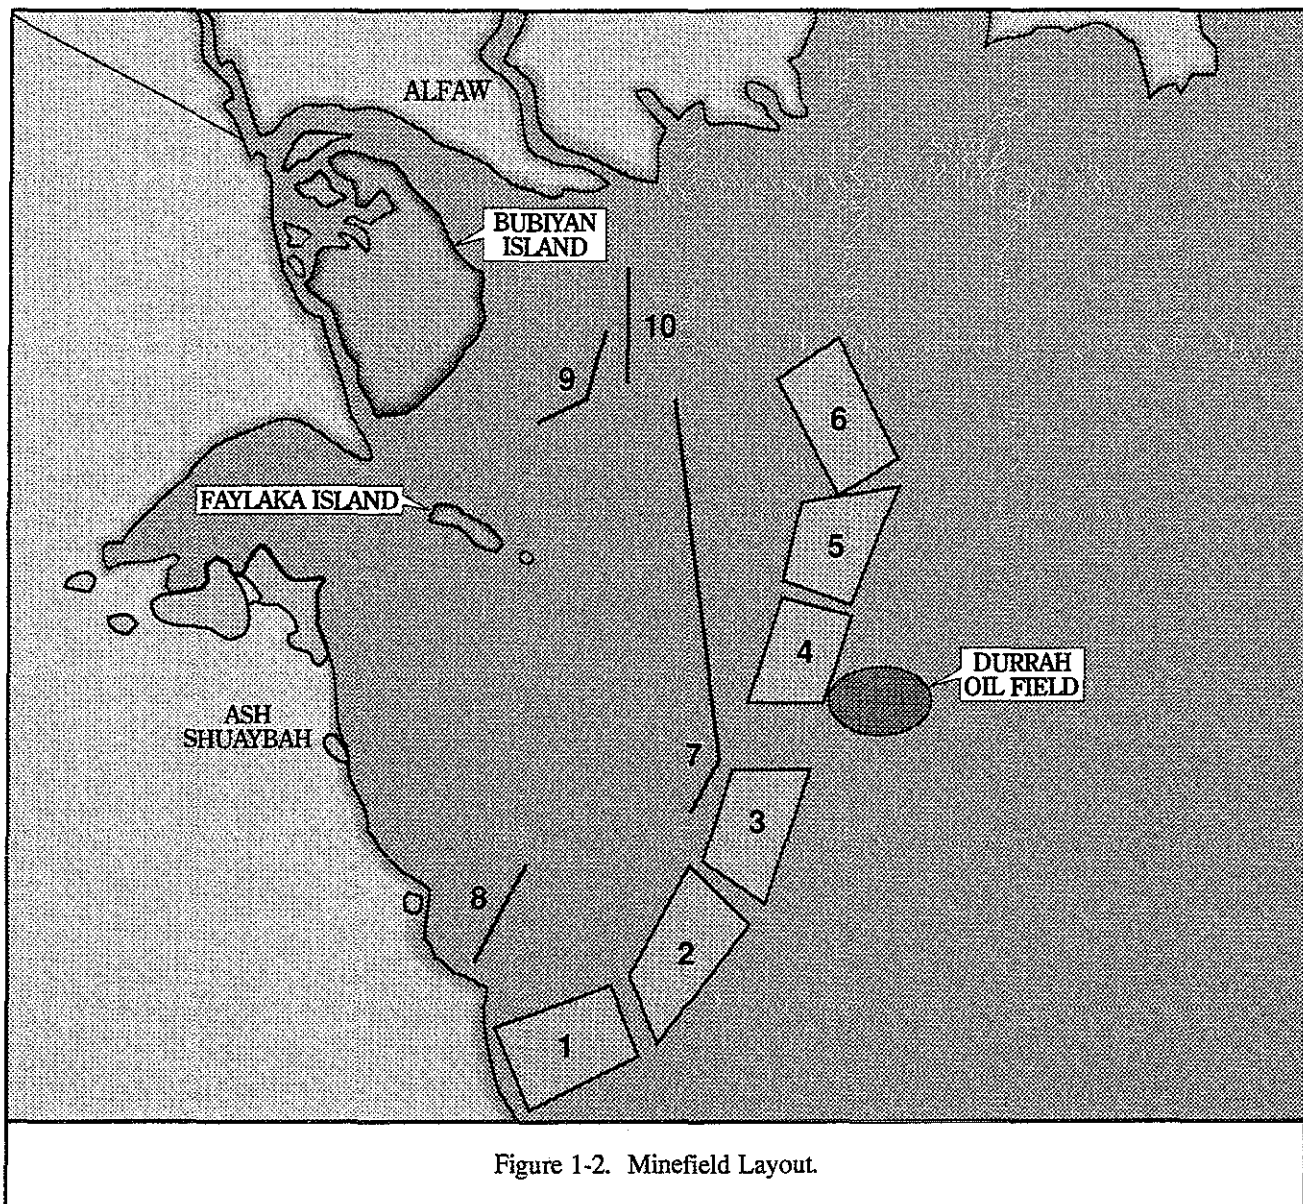 ALFAW
BUBIYAN
ISLAND
10
9
6
FAYLAKA ISLAND
5
4
DURRAH
OIL FIELD
ASH
SHUAYBAH
7
3
8
2
1
Figure 1-2. Minefield Layout.